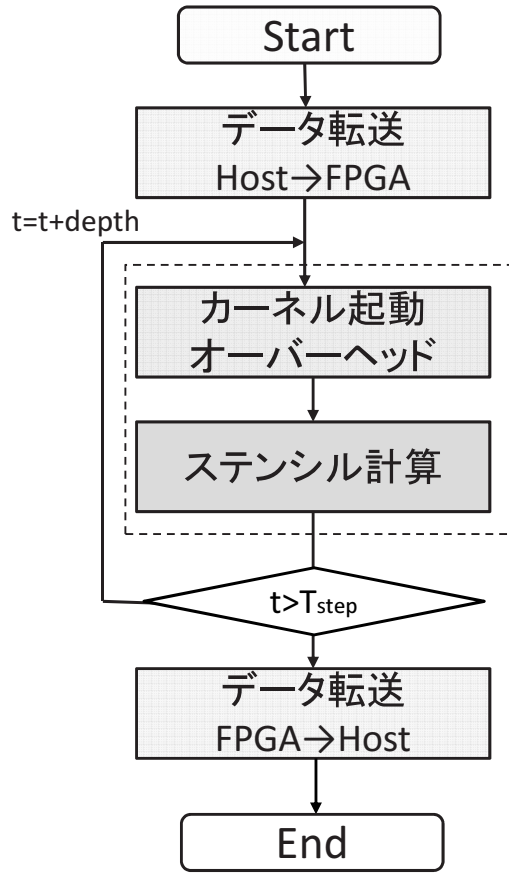 Start
データ転送
Host→FPGA
t=t+depth
カーネル起動
オーバーヘッド
ステンシル計算
t>Tstep
データ転送
FPGA→Host
End